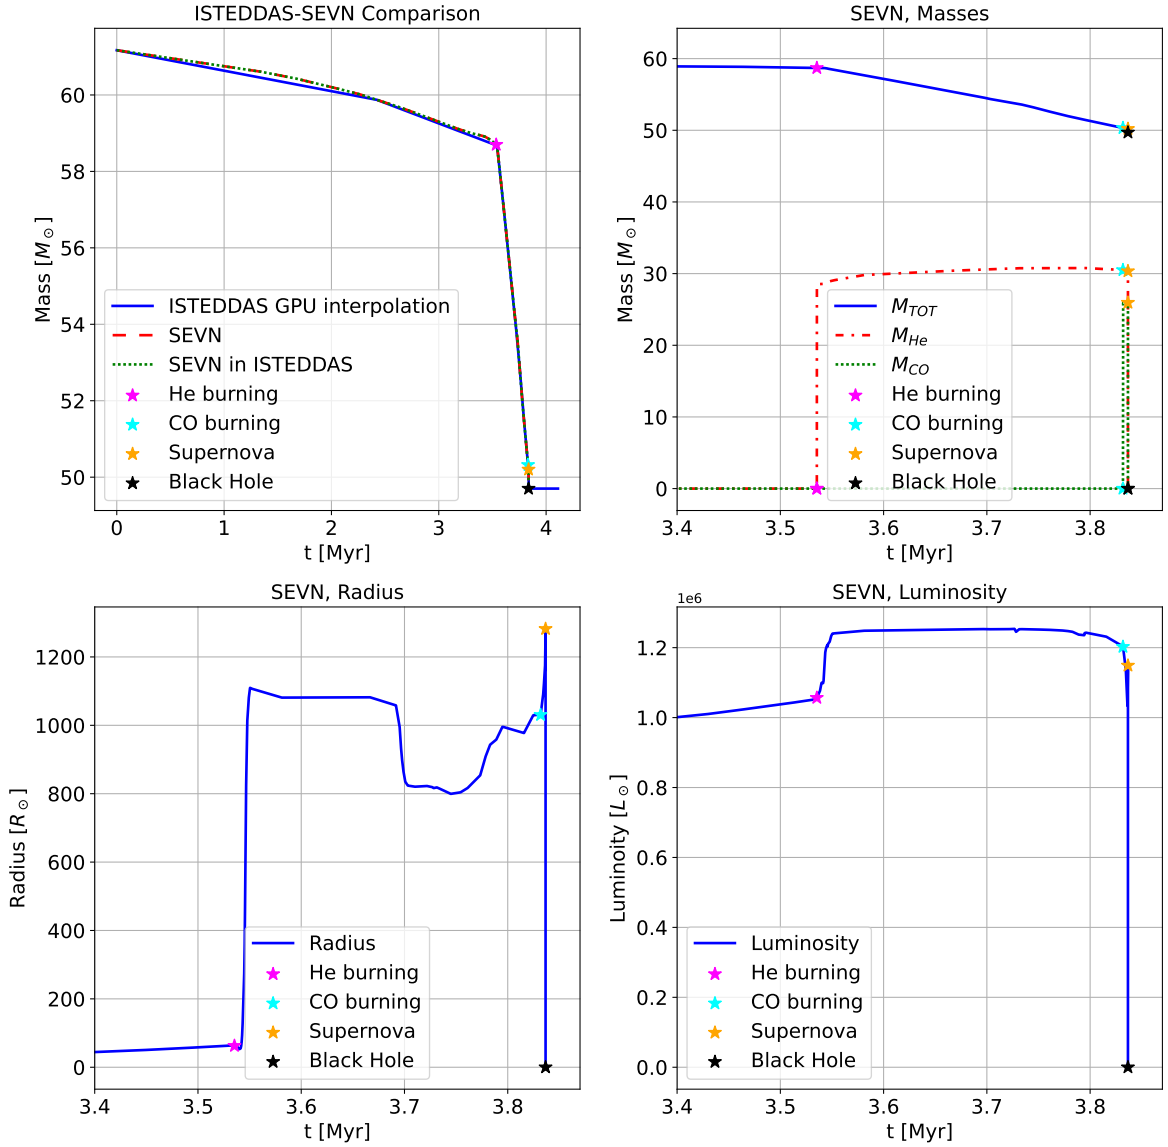 ISTEDDAS-SEVN Comparison
60
58
56
54
52
50
Mass [M⊙]
ISTEDDAS GPU interpolation
SEVN
SEVN in ISTEDDAS
He burning
CO burning
Supernova
Black Hole
0 1 2 3 4
t [Myr]
SEVN, Masses
60
50
40
30
20
10
0
Mass [M⊙]
M_TOT
M_He
M_CO
He burning
CO burning
Supernova
Black Hole
3.4 3.5 3.6 3.7 3.8
t [Myr]
SEVN, Radius
1200
1000
800
600
400
200
0
Radius [R⊙]
Radius
He burning
CO burning
Supernova
Black Hole
3.4 3.5 3.6 3.7 3.8
t [Myr]
SEVN, Luminosity
1e6
1.2
1.0
0.8
0.6
0.4
0.2
0.0
Luminoity [L⊙]
Luminosity
He burning
CO burning
Supernova
Black Hole
3.4 3.5 3.6 3.7 3.8
t [Myr]